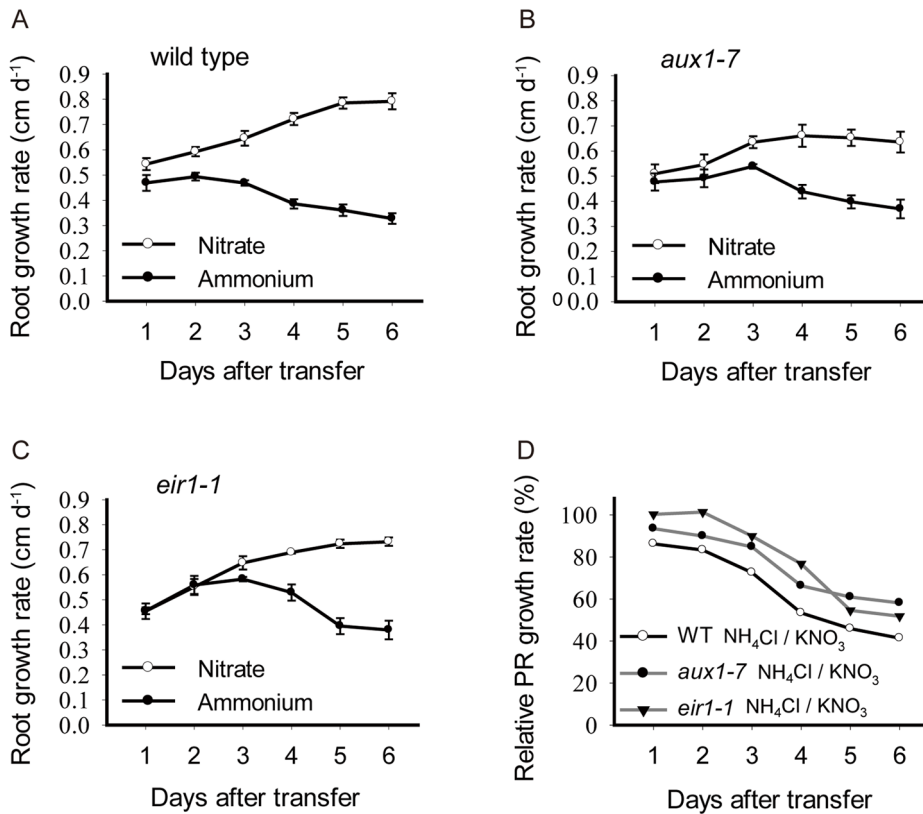 A
wild type
Root growth rate (cm d-1)
0.9
0.8
0.7
0.6
0.5
0.4
0.3
0.2
0.1
0.0
Nitrate
Ammonium
1 2 3 4 5 6
Days after transfer
B
aux1-7
Root growth rate (cm d-1)
0.9
0.8
0.7
0.6
0.5
0.4
0.3
0.2
0.1
0 0.0
Nitrate
Ammonium
1 2 3 4 5 6
Days after transfer
C
eir1-1
Root growth rate (cm d-1)
0.9
0.7
0.6
0.5
0.4
0.3
0.2
0.1
0.0
Nitrate
Ammonium
1 2 3 4 5 6
Days after transfer
D
Relative PR growth rate (%)
100
80
60
40
20
0
WT NH4Cl / KNO3
aux1-7 NH4Cl / KNO3
eir1-1 NH4Cl / KNO3
1 2 3 4 5 6
Days after transfer